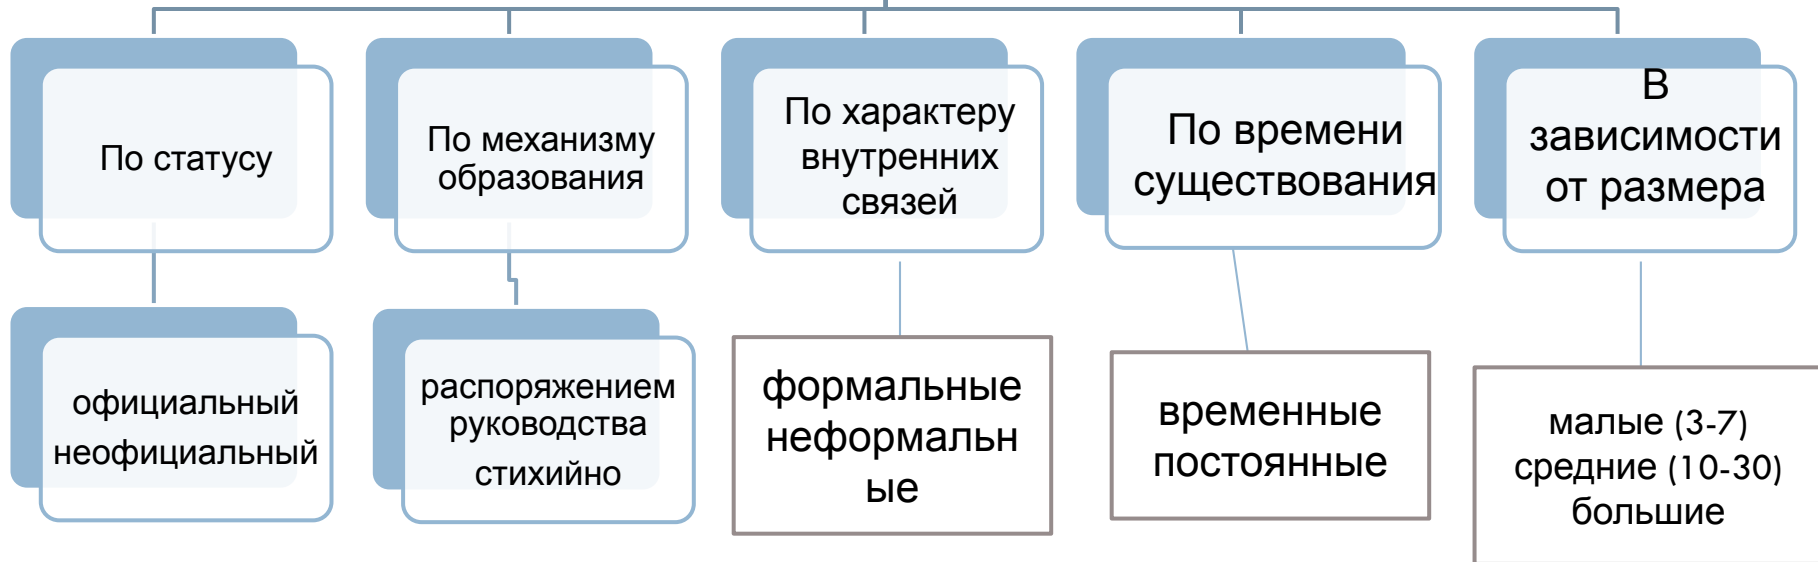 По статусу
По механизму
образования
По характеру
внутренних
связей
По времени
существования
В
зависимости
от размера
официальный
неофициальный
распоряжением
руководства
стихийно
формальные
неформальн
ые
временные
постоянные
малые (3-7)
средние (10-30)
большие